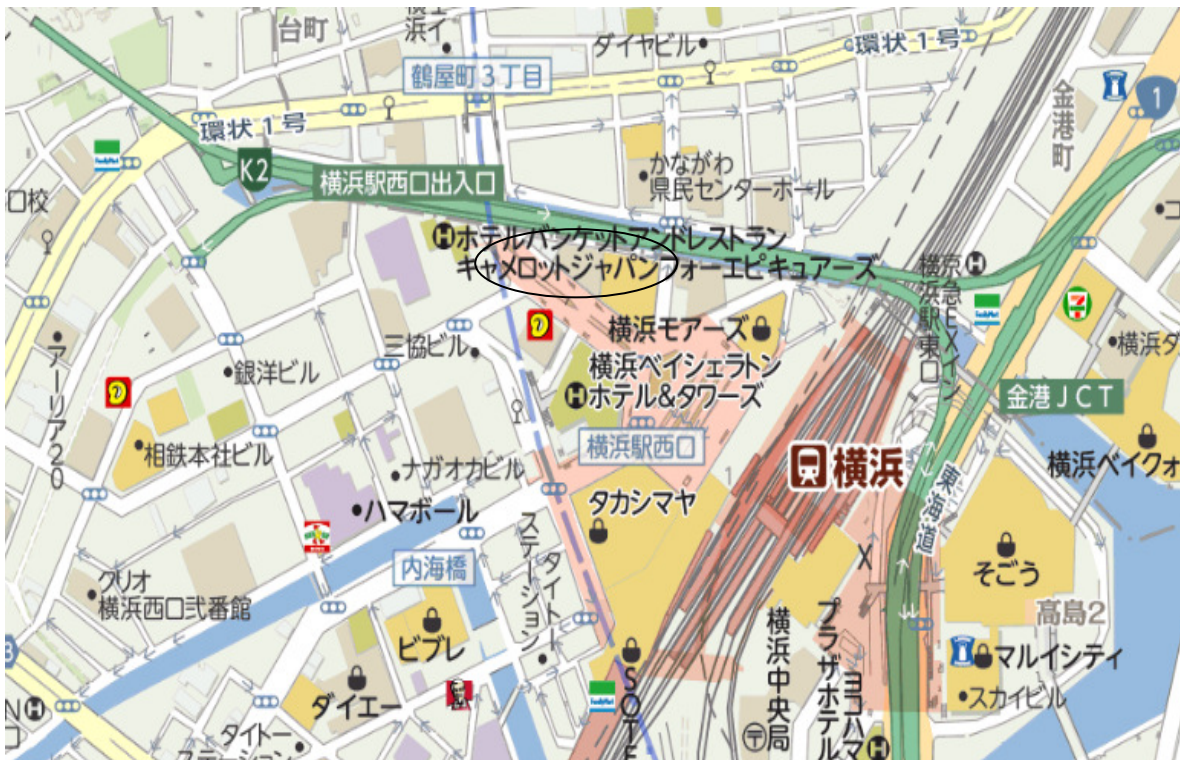 台町
浜イ
ダイヤビル
環状1号
鶴屋町3丁目
金港町
1
環状1号
FamilyMart
K2
横浜駅西口出入口
かながわ
県民センターホール
口校
コ
H ホテルバンケットアンドレストラン
キャメロットジャパンフォーエピキュアーズ
京急EXイン
横浜駅東口
H
FamilyMart
横浜モアーズ
三協ビル
横浜ダ
アーリア20
銀洋ビル
横浜ベイシェラトン
H ホテル&タワーズ
金港JCT
横浜駅西口
相鉄本社ビル
横浜
横浜ベイクォ
ナガオカビル
1
タカシマヤ
ハマボール
東海道
タイトー
ステーション
内海橋
そごう
クリオ
横浜西口弐番館
高島2
ビブレ
横浜中央局
プラザホテル
ヨコハマ
マルイシティ
SOTE
スカイビル
ダイエー
N H
タイトー
ステーション
〒
H